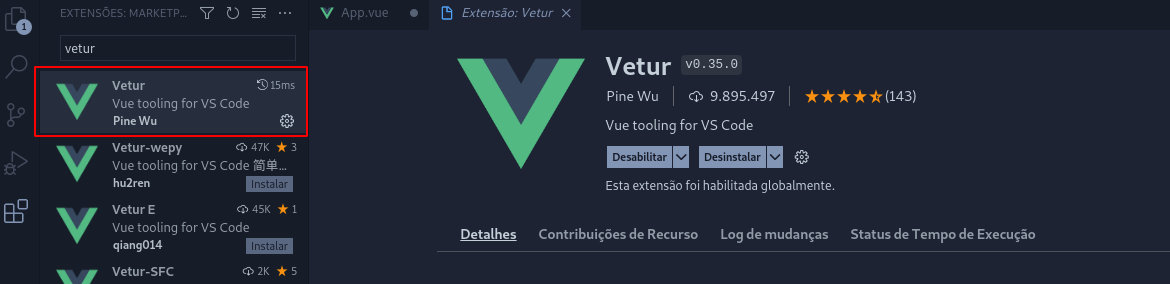 EXTENSÕES: MARKETP...
App.vue
Extensão: Vetur
1
vetur
Vetur
15ms
Vue tooling for VS Code
Pine Wu
Vetur-wepy
47K
3
Vue tooling for VS Code 简单...
hu2ren
Instalar
Vetur E
45K
1
Vue tooling for VS Code
qiang014
Instalar
Vetur-SFC
2K
5
Vetur
v0.35.0
Pine Wu
9.895.497
(143)
Vue tooling for VS Code
Desabilitar
Desinstalar
Esta extensão foi habilitada globalmente.
Detalhes
Contribuições de Recurso
Log de mudanças
Status de Tempo de Execução